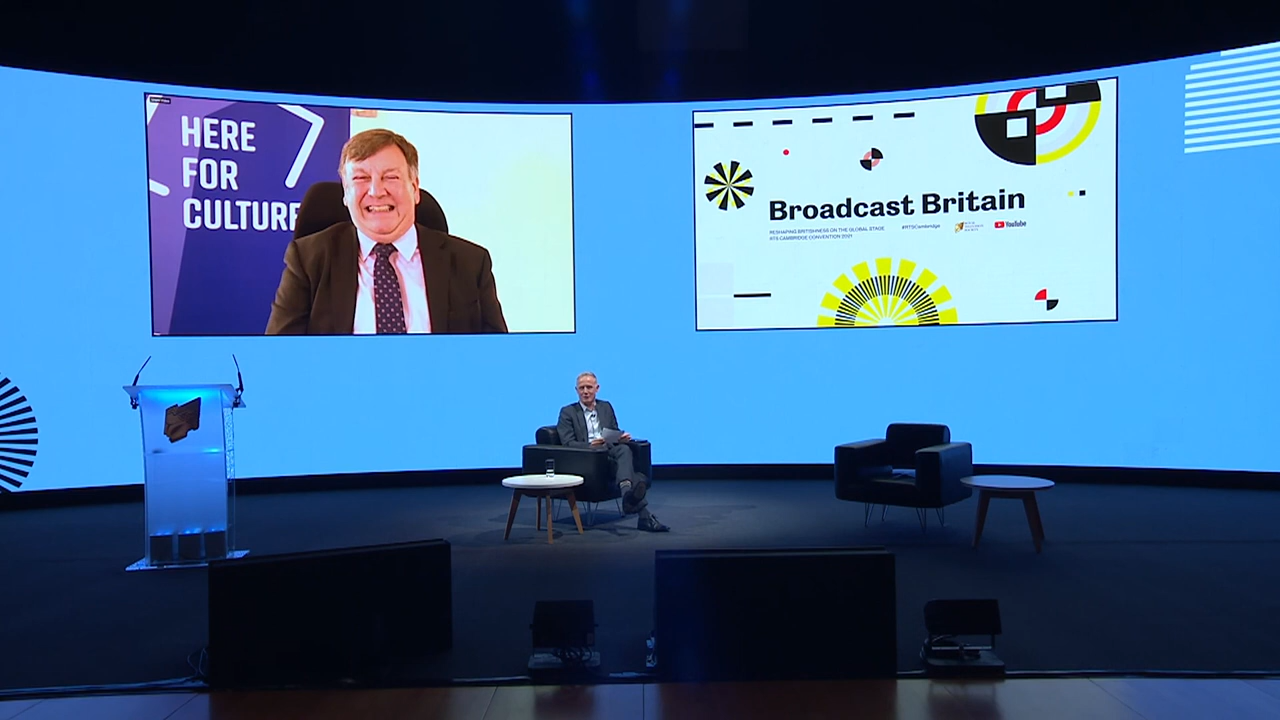 HERE
FOR
CULTURE
Broadcast Britain
RESHAPING BRITISHNESS ON THE GLOBAL STAGE
RTS CAMBRIDGE CONVENTION 2021
#RTSCambridge
YouTube